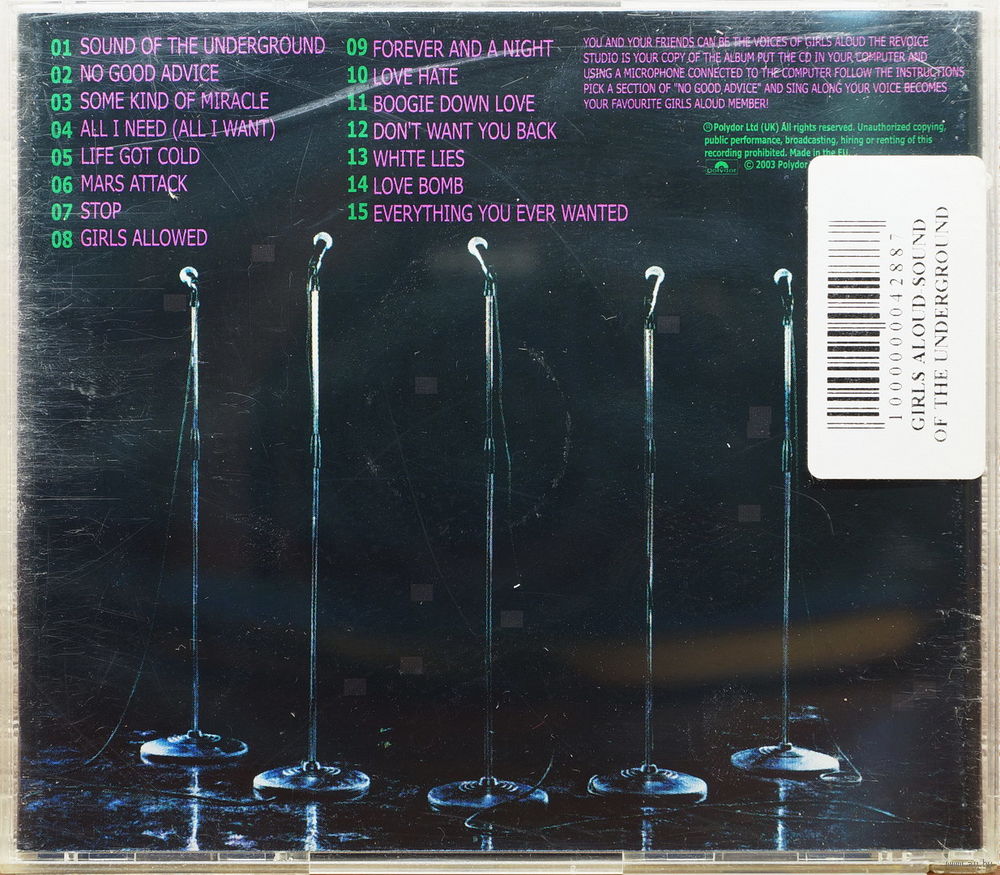 01 SOUND OF THE UNDERGROUND
02 NO GOOD ADVICE
03 SOME KIND OF MIRACLE
04 ALL I NEED (ALL I WANT)
05 LIFE GOT COLD
06 MARS ATTACK
07 STOP
08 GIRLS ALLOWED
09 FOREVER AND A NIGHT
10 LOVE HATE
11 BOOGIE DOWN LOVE
12 DON'T WANT YOU BACK
13 WHITE LIES
14 LOVE BOMB
15 EVERYTHING YOU EVER WANTED
YOU AND YOUR FRIENDS CAN BE THE VOICES OF GIRLS ALOUD THE REVOICE
STUDIO IS YOUR COPY OF THE ALBUM PUT THE CD IN YOUR COMPUTER AND
USING A MICROPHONE CONNECTED TO THE COMPUTER FOLLOW THE INSTRUCTIONS
PICK A SECTION OF "NO GOOD ADVICE" AND SING ALONG YOUR VOICE BECOMES
YOUR FAVOURITE GIRLS ALOUD MEMBER!
℗ Polydor Ltd (UK) All rights reserved. Unauthorized copying,
public performance, broadcasting, hiring or renting of this
recording prohibited. Made in the EU.
polydor © 2003 Polydor
1000000042887
GIRLS ALOUD SOUND
OF THE UNDERGROUND